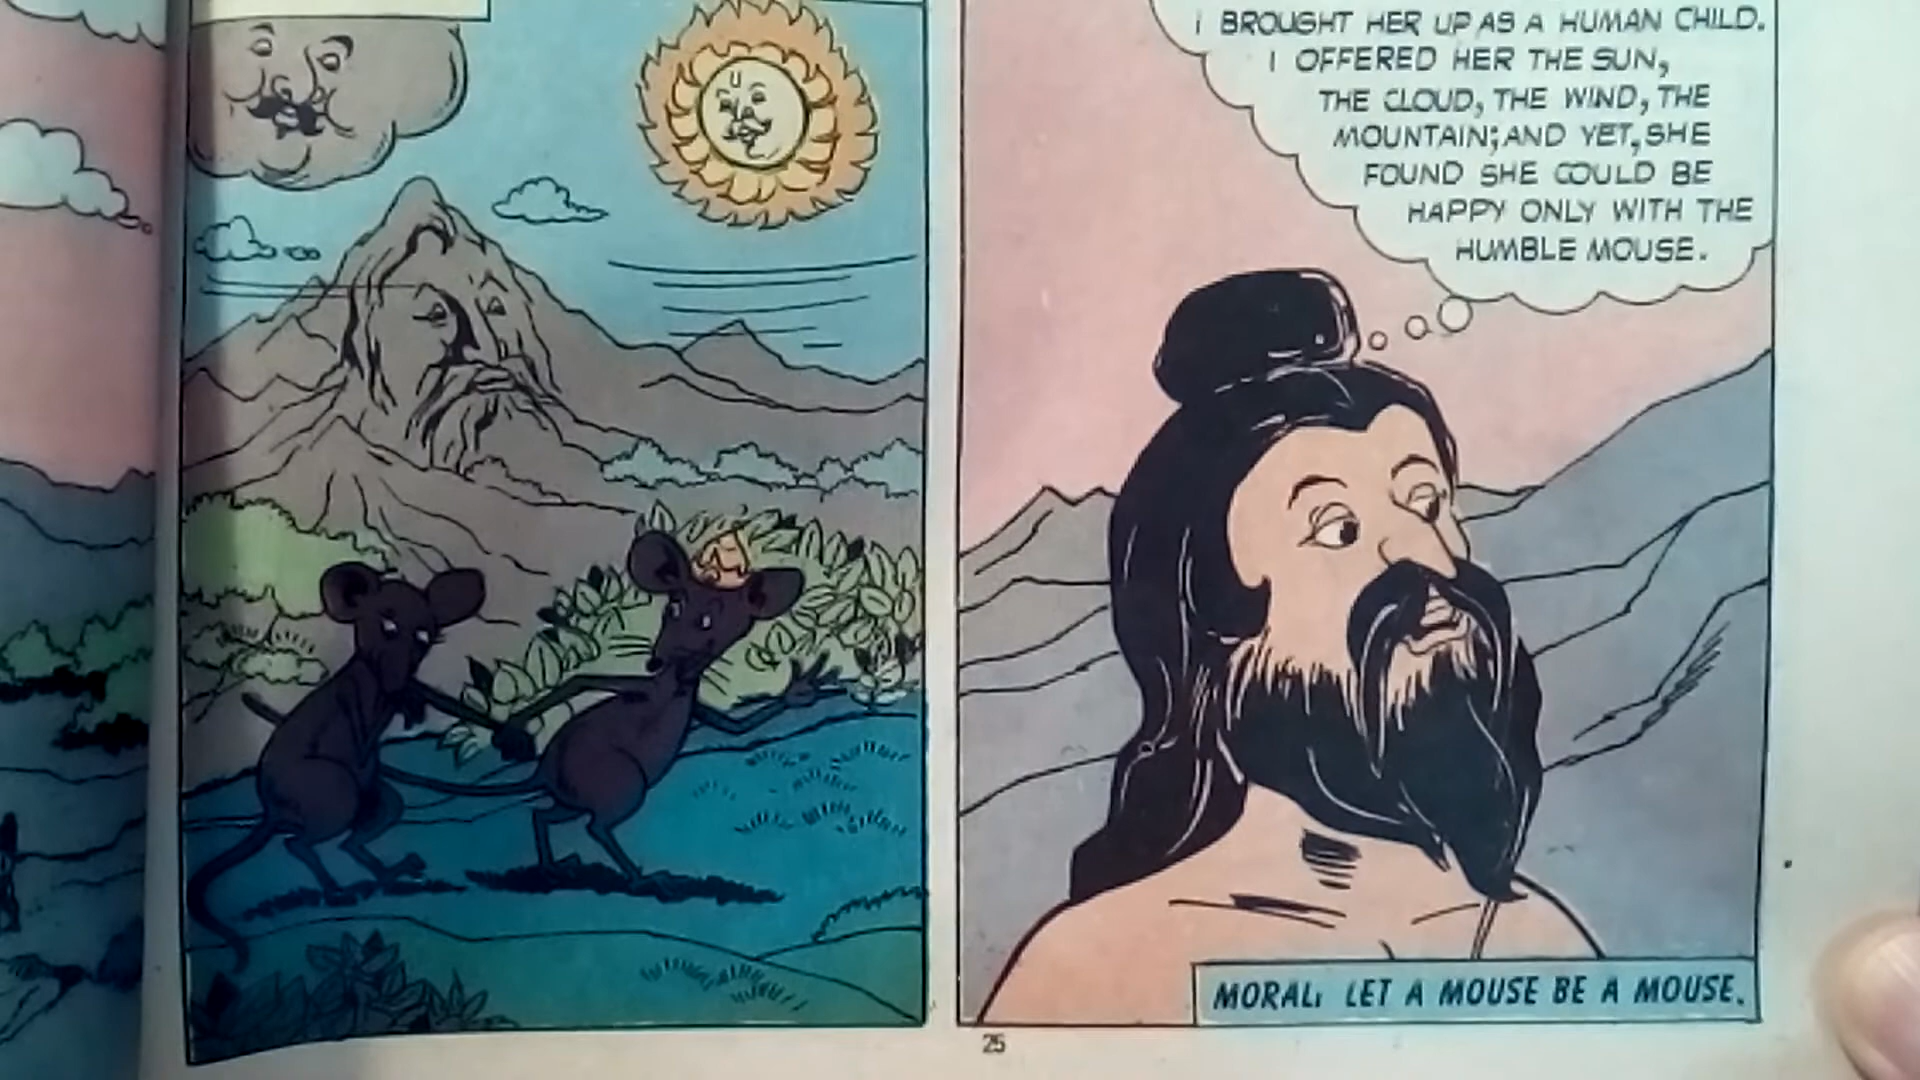 I BROUGHT HER UP AS A HUMAN CHILD.
I OFFERED HER THE SUN,
THE CLOUD, THE WIND, THE
MOUNTAIN; AND YET, SHE
FOUND SHE COULD BE
HAPPY ONLY WITH THE
HUMBLE MOUSE.
MORAL: LET A MOUSE BE A MOUSE.
25